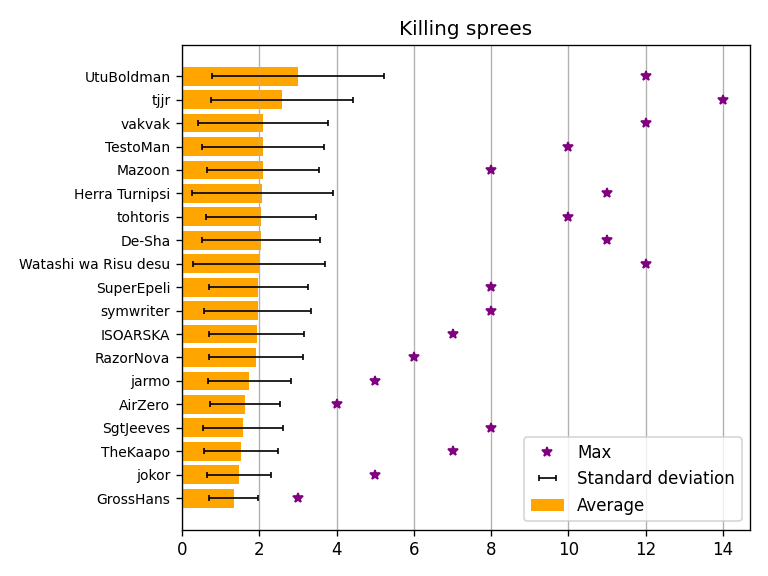 Killing sprees
UtuBoldman
tjjr
vakvak
TestoMan
Mazoon
Herra Turnipsi
tohtoris
De-Sha
Watashi wa Risu desu
SuperEpeli
symwriter
ISOARSKA
RazorNova
jarmo
AirZero
SgtJeeves
TheKaapo
jokor
GrossHans
Max
Standard deviation
Average
0 2 4 6 8 10 12 14